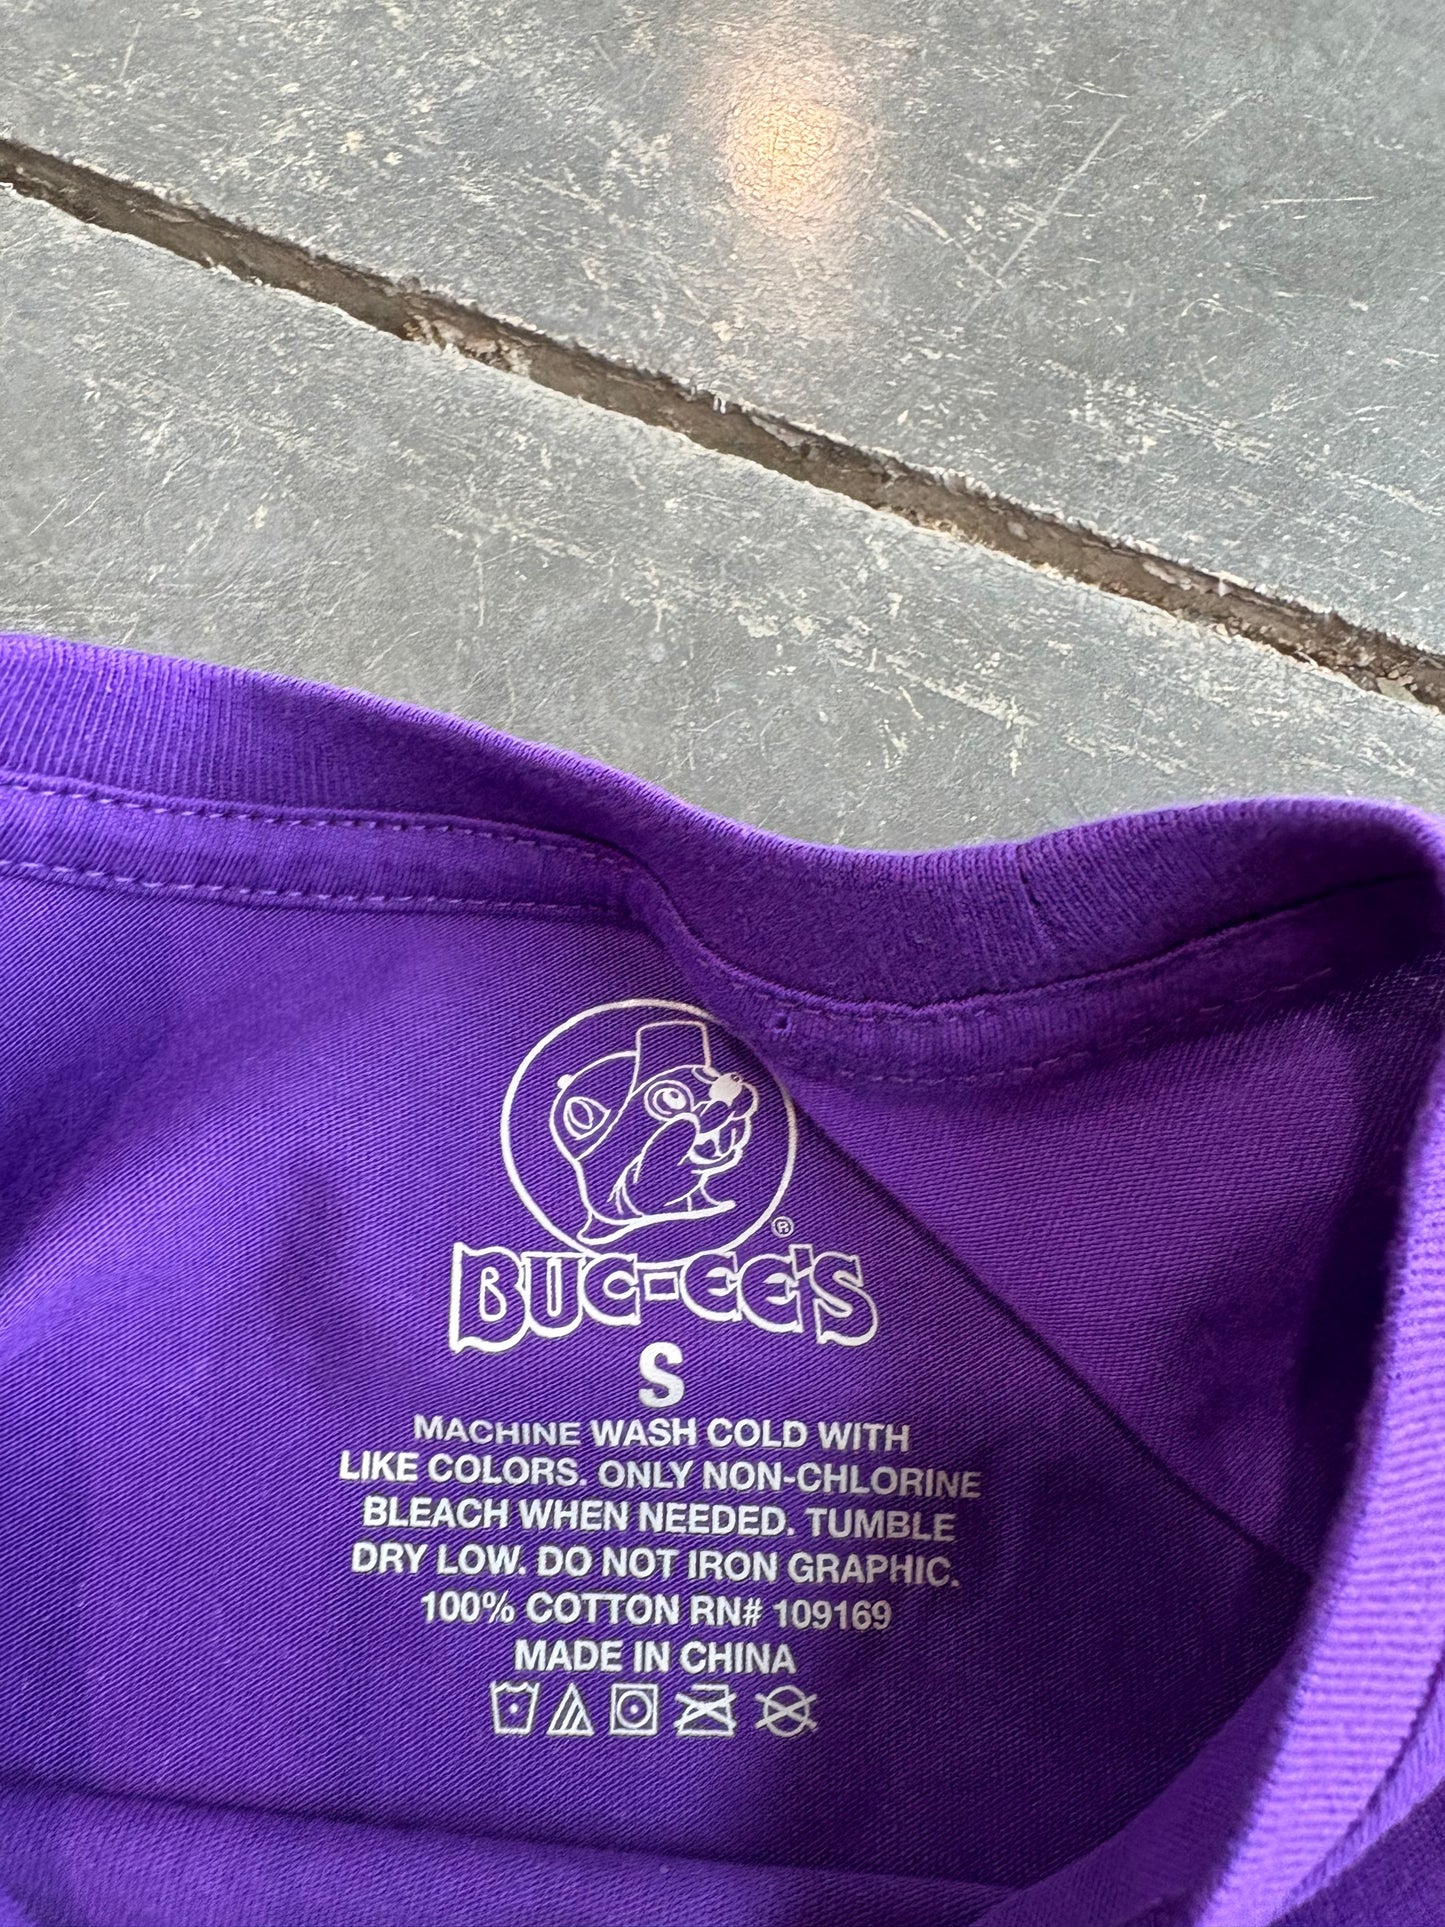 ®
BUC-EE'S
S
MACHINE WASH COLD WITH
LIKE COLORS. ONLY NON-CHLORINE
BLEACH WHEN NEEDED. TUMBLE
DRY LOW. DO NOT IRON GRAPHIC.
100% COTTON RN# 109169
MADE IN CHINA